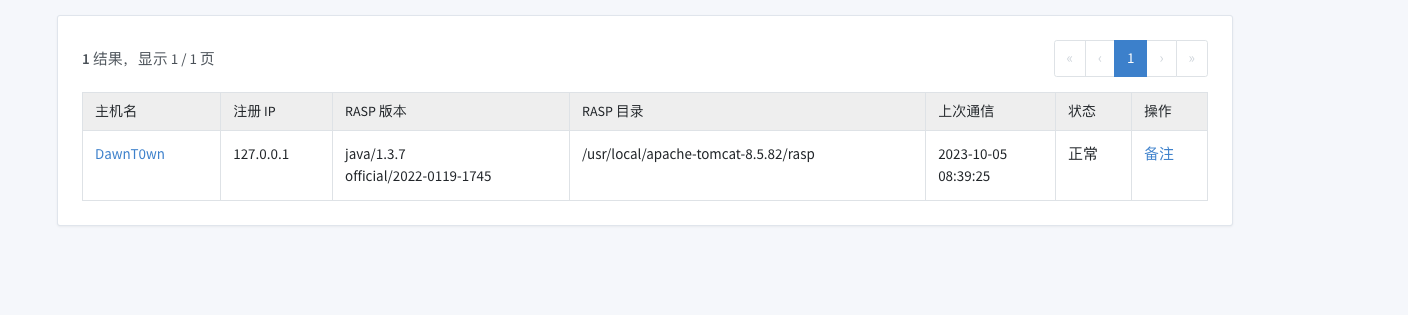 1 结果，显示 1 / 1 页
« ‹ 1 › »
主机名 注册 IP RASP 版本 RASP 目录 上次通信 状态 操作
DawnT0wn 127.0.0.1 java/1.3.7 /usr/local/apache-tomcat-8.5.82/rasp 2023-10-05 正常 备注
official/2022-0119-1745 08:39:25